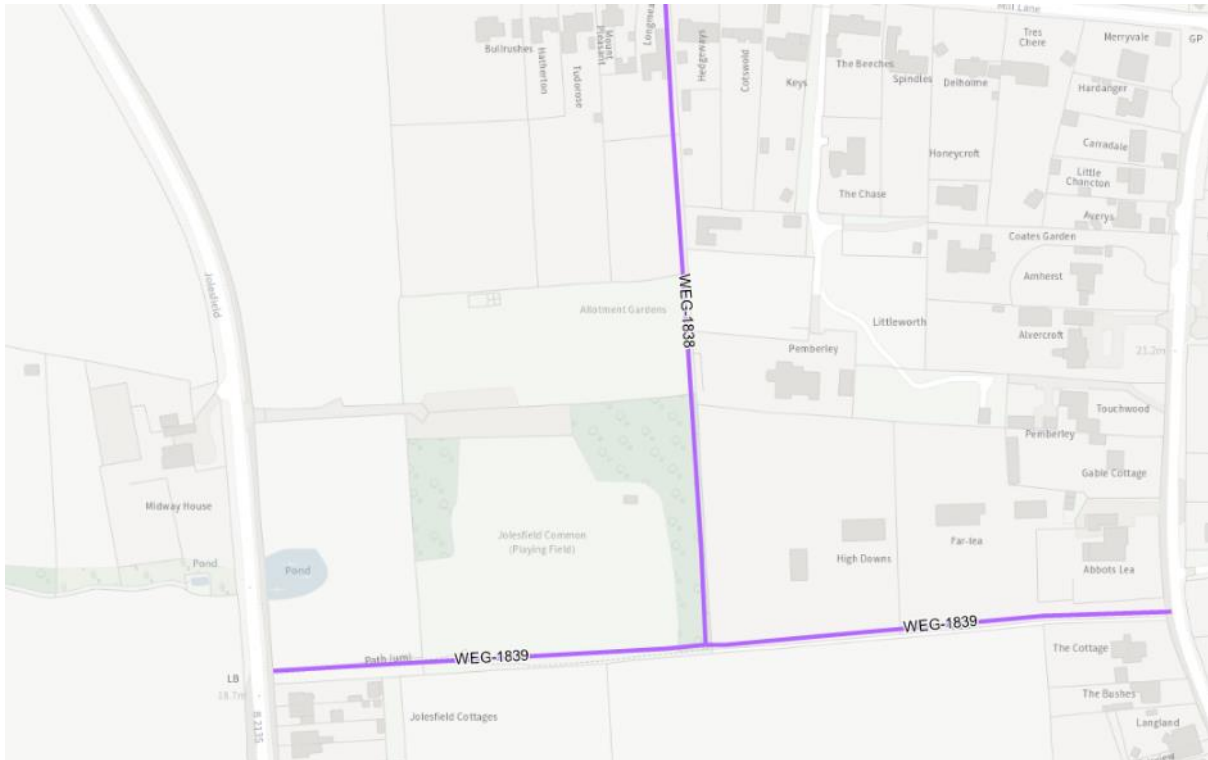 Mill Lane
GP
Bullrushes
Hatherton
Tudorose
Mount
Pleasant
Hedgeways
Cotswold
Keys
The Beeches
Spindles
Delholme
Tres
Chere
Merryvale
Hardanger
Honeycroft
Carradale
The Chase
Little
Chancton
Averys
Coates Garden
Jolesfield
Amherst
WEG-1838
Allotment Gardens
Littleworth
Alvercroft
21.2m
Pemberley
Touchwood
Pemberley
Gable Cottage
Midway House
Jolesfield Common
(Playing Field)
Far-lea
High Downs
Abbots Lea
Pond
Pond
WEG-1839
WEG-1839
Path (um)
The Cottage
LB
18.7m
The Bushes
Jolesfield Cottages
B 2135
Langland